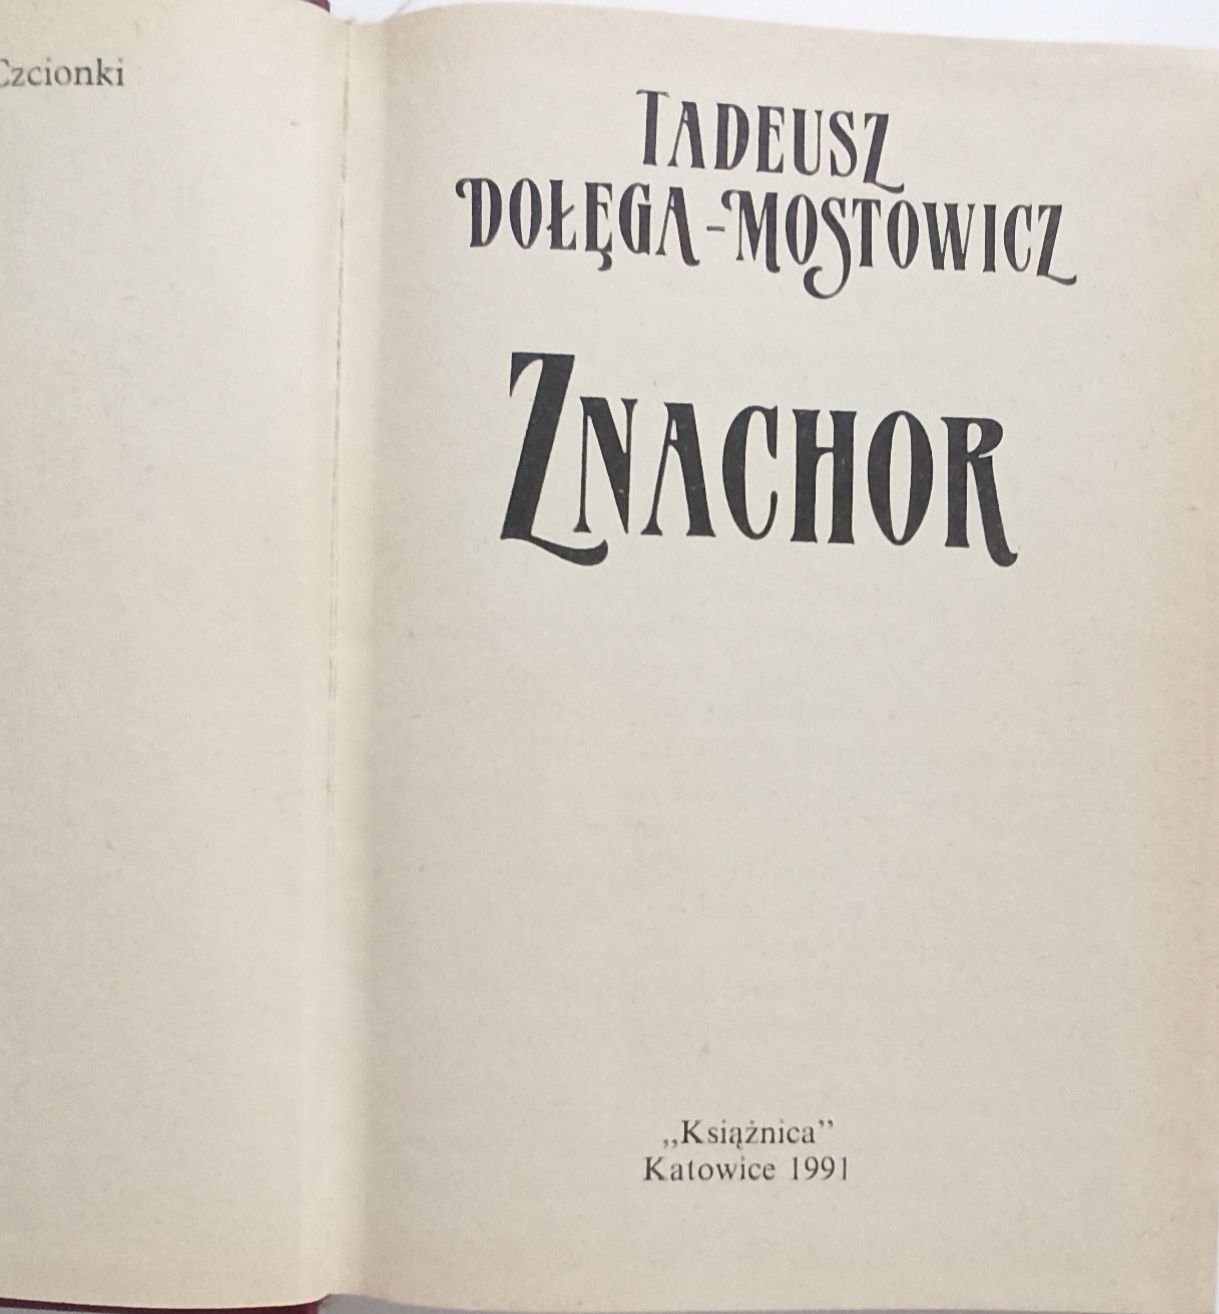 Czcionki
TADEUSZ
DOŁĘGA-MOSTOWICZ
ZNACHOR
„Książnica”
Katowice 1991